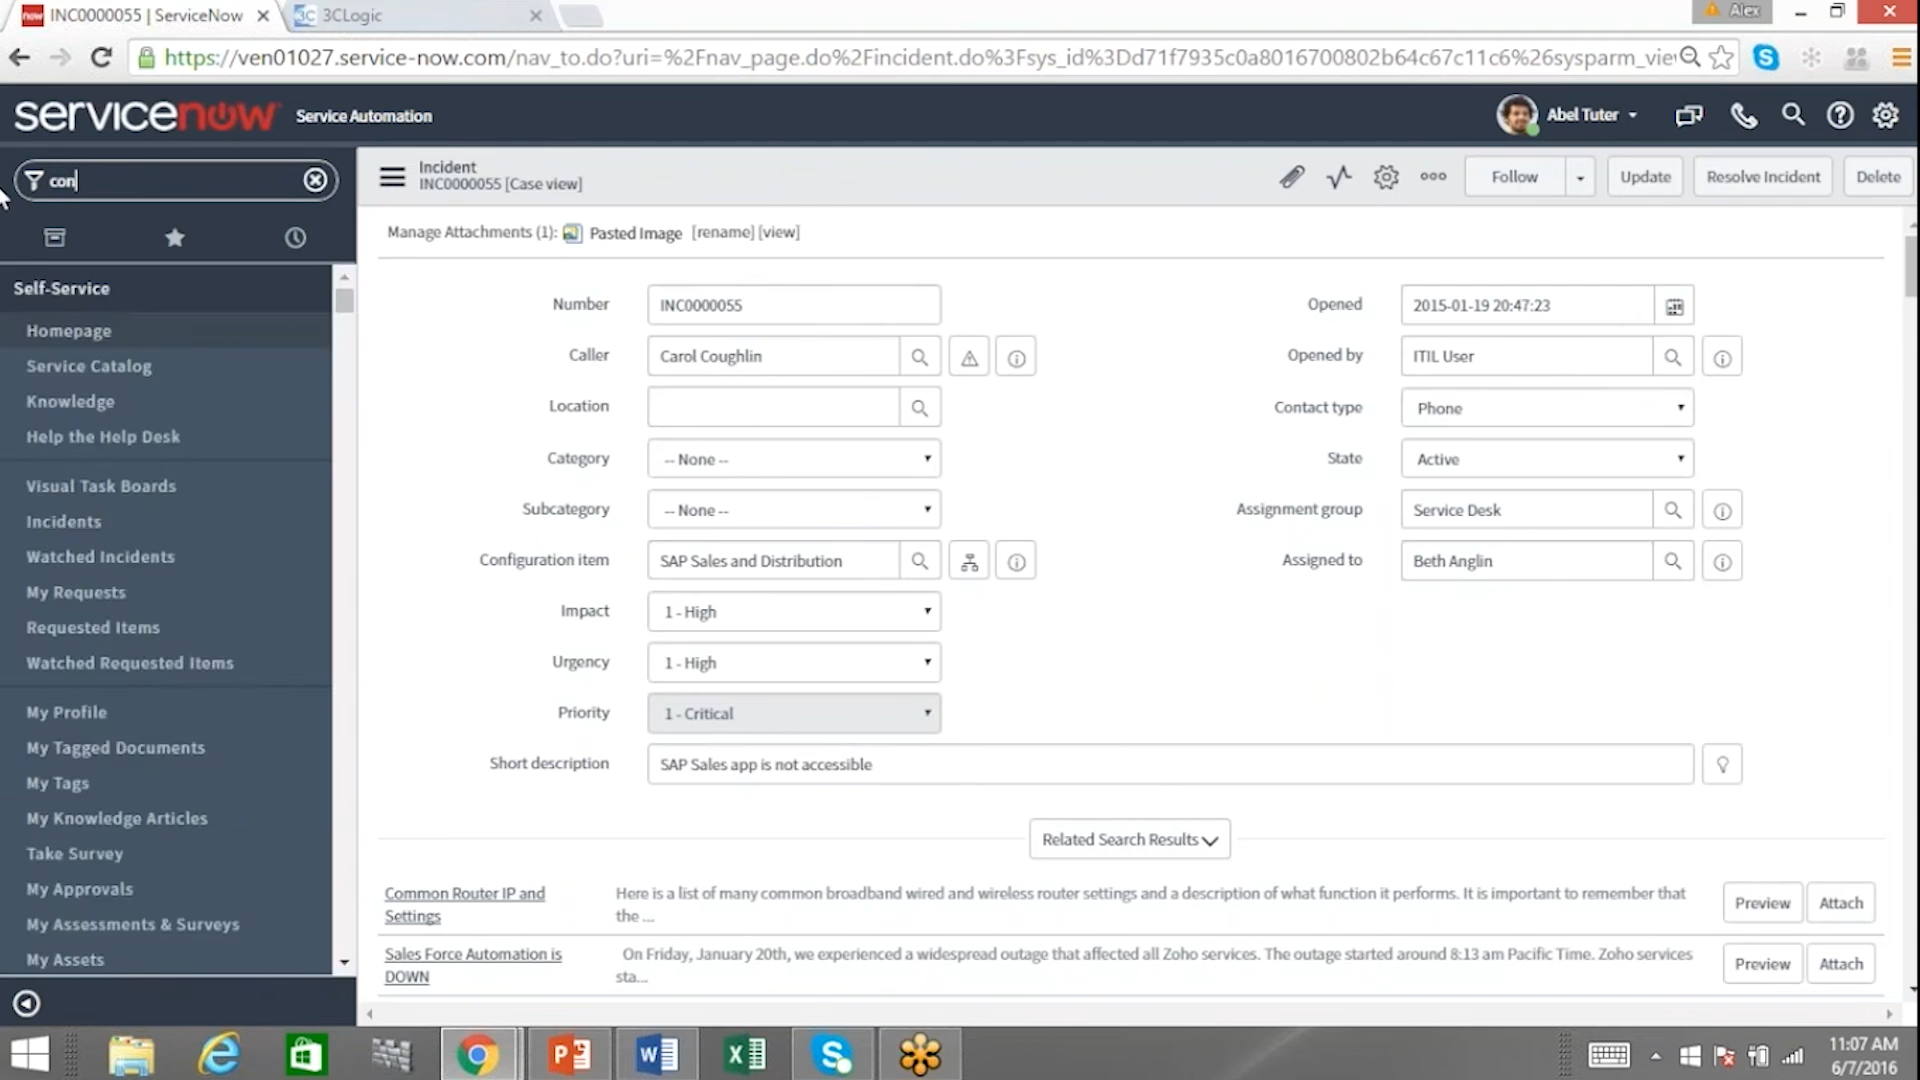 INC0000055 | ServiceNow
3CLogic
Alex
https://ven01027.service-now.com/nav_to.do?uri=%2Fnav_page.do%2Fincident.do%3Fsys_id%3Dd71f7935c0a8016700802b64c67c11c6%26sysparm_vie
servicenow Service Automation
Abel Tuter
con
Incident
INC0000055 [Case view]
Follow
Update
Resolve Incident
Delete
Self-Service
Homepage
Service Catalog
Knowledge
Help the Help Desk
Visual Task Boards
Incidents
Watched Incidents
My Requests
Requested Items
Watched Requested Items
My Profile
My Tagged Documents
My Tags
My Knowledge Articles
Take Survey
My Approvals
My Assessments & Surveys
My Assets
Manage Attachments (1): Pasted Image [rename] [view]
Number INC0000055
Caller Carol Coughlin
Location
Category -- None --
Subcategory -- None --
Configuration item SAP Sales and Distribution
Impact 1 - High
Urgency 1 - High
Priority 1 - Critical
Short description SAP Sales app is not accessible
Opened 2015-01-19 20:47:23
Opened by ITIL User
Contact type Phone
State Active
Assignment group Service Desk
Assigned to Beth Anglin
Related Search Results
Common Router IP and
Settings
Here is a list of many common broadband wired and wireless router settings and a description of what function it performs. It is important to remember that
the ...
Preview Attach
Sales Force Automation is
DOWN
On Friday, January 20th, we experienced a widespread outage that affected all Zoho services. The outage started around 8:13 am Pacific Time. Zoho services
sta...
Preview Attach
11:07 AM
6/7/2016